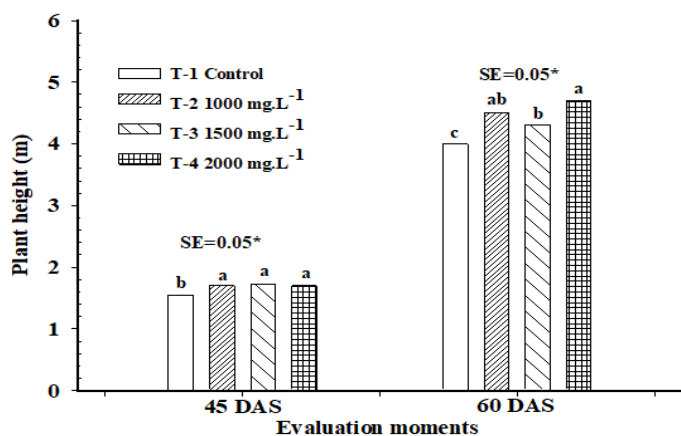 T-1 Control
T-2 1000 mg.L-1
T-3 1500 mg.L-1
T-4 2000 mg.L-1
SE=0.05*
b a a a
SE=0.05*
c ab b a
Plant height (m)
6
5
4
3
2
1
0
45 DAS 60 DAS
Evaluation moments